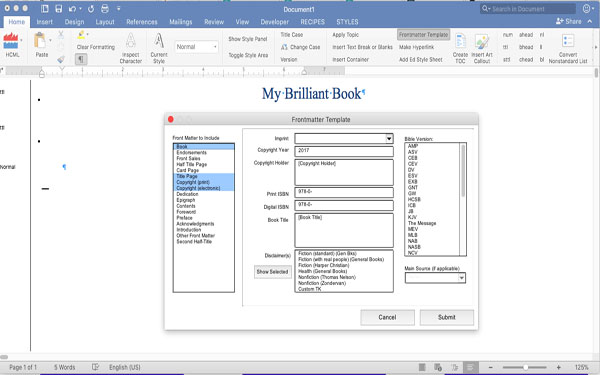 Document1
Search in Document
Home Insert Draw Design Layout References Mailings Review View Developer RECIPES STYLES
Share
HCML
Paste
Clear Formatting
Inspect Character
Current Style
Normal
Show Style Panel
Toggle Style Area
Title Case
Change Case
Version
Apply Topic
Insert Text Break or Blanks
Insert Container
Frontmatter Template
Make Hyperlink
Add Ed Style Sheet
Create TOC
Insert Art Callout
num ahead nl
ttl bhead tl
stl chead bl
Convert Nonstandard List
My Brilliant Book¶
Normal
¶
Frontmatter Template
Front Matter to Include
Book
Endorsements
Front Sales
Half Title Page
Card Page
Title Page
Copyright (print)
Copyright (electronic)
Dedication
Epigraph
Contents
Foreword
Preface
Acknowledgments
Introduction
Other Front Matter
Second Half-Title
Imprint
Copyright Year
2017
Copyright Holder
[Copyright Holder]
Print ISBN
978-0-
Digital ISBN
978-0-
Book Title
[Book Title]
Disclaimer(s)
Show Selected
Fiction (standard) (Gen Bks)
Fiction (with real people) (General Books)
Fiction (Harper Christian)
Health (General Books)
Nonfiction (Thomas Nelson)
Nonfiction (Zondervan)
Custom TK
Bible Version:
AMP
ASV
CEB
CEV
DV
ESV
EXB
GNT
GW
HCSB
ICB
JB
KJV
The Message
MEV
MLB
NAB
NASB
NCV
Main Source (if applicable)
Cancel
Submit
Page 1 of 1
5 Words
English (US)
125%